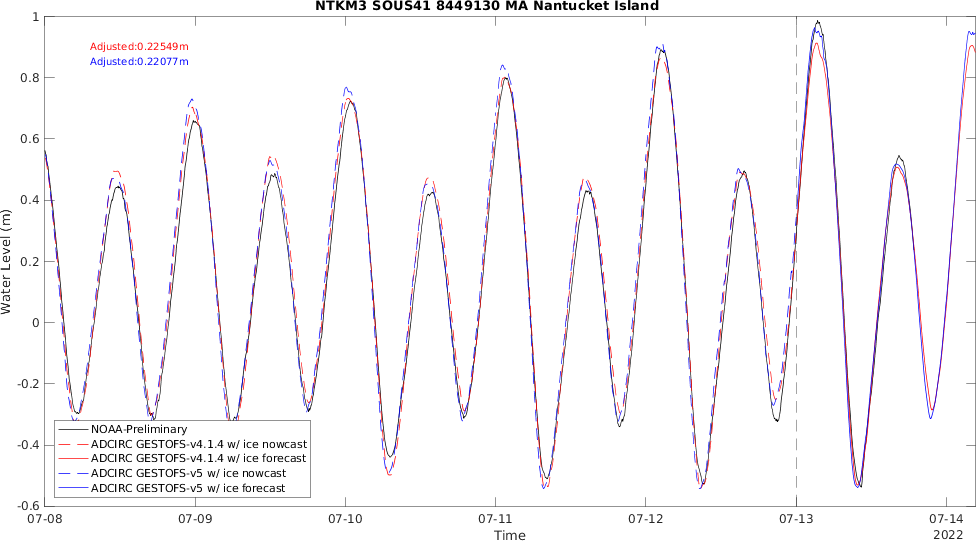 NTKM3 SOUS41 8449130 MA Nantucket Island
Adjusted:0.22549m
Adjusted:0.22077m
Water Level (m)
1
0.8
0.6
0.4
0.2
0
-0.2
-0.4
-0.6
NOAA-Preliminary
ADCIRC GESTOFS-v4.1.4 w/ ice nowcast
ADCIRC GESTOFS-v4.1.4 w/ ice forecast
ADCIRC GESTOFS-v5 w/ ice nowcast
ADCIRC GESTOFS-v5 w/ ice forecast
07-08 07-09 07-10 07-11 07-12 07-13 07-14
2022
Time